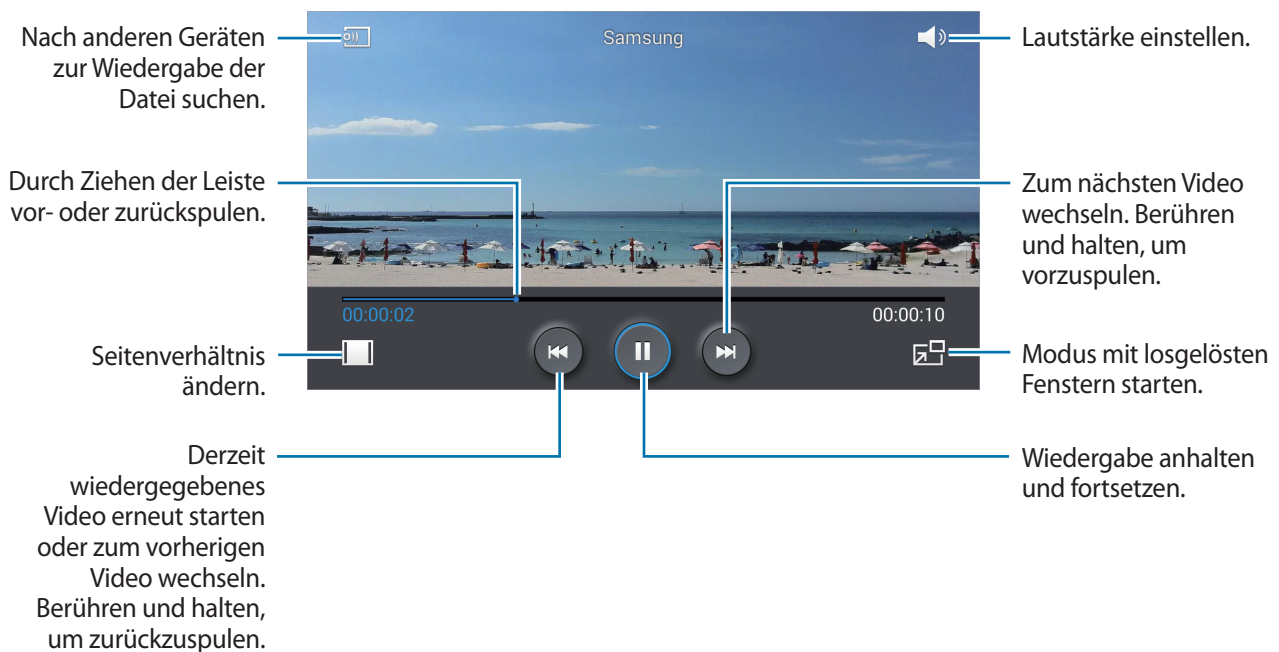 Nach anderen Geräten
zur Wiedergabe der
Datei suchen.
Samsung
Lautstärke einstellen.
Durch Ziehen der Leiste
vor- oder zurückspulen.
Zum nächsten Video
wechseln. Berühren
und halten, um
vorzuspulen.
00:00:02
00:00:10
Seitenverhältnis
ändern.
Modus mit losgelösten
Fenstern starten.
Derzeit
wiedergegebenes
Video erneut starten
oder zum vorherigen
Video wechseln.
Berühren und halten,
um zurückzuspulen.
Wiedergabe anhalten
und fortsetzen.